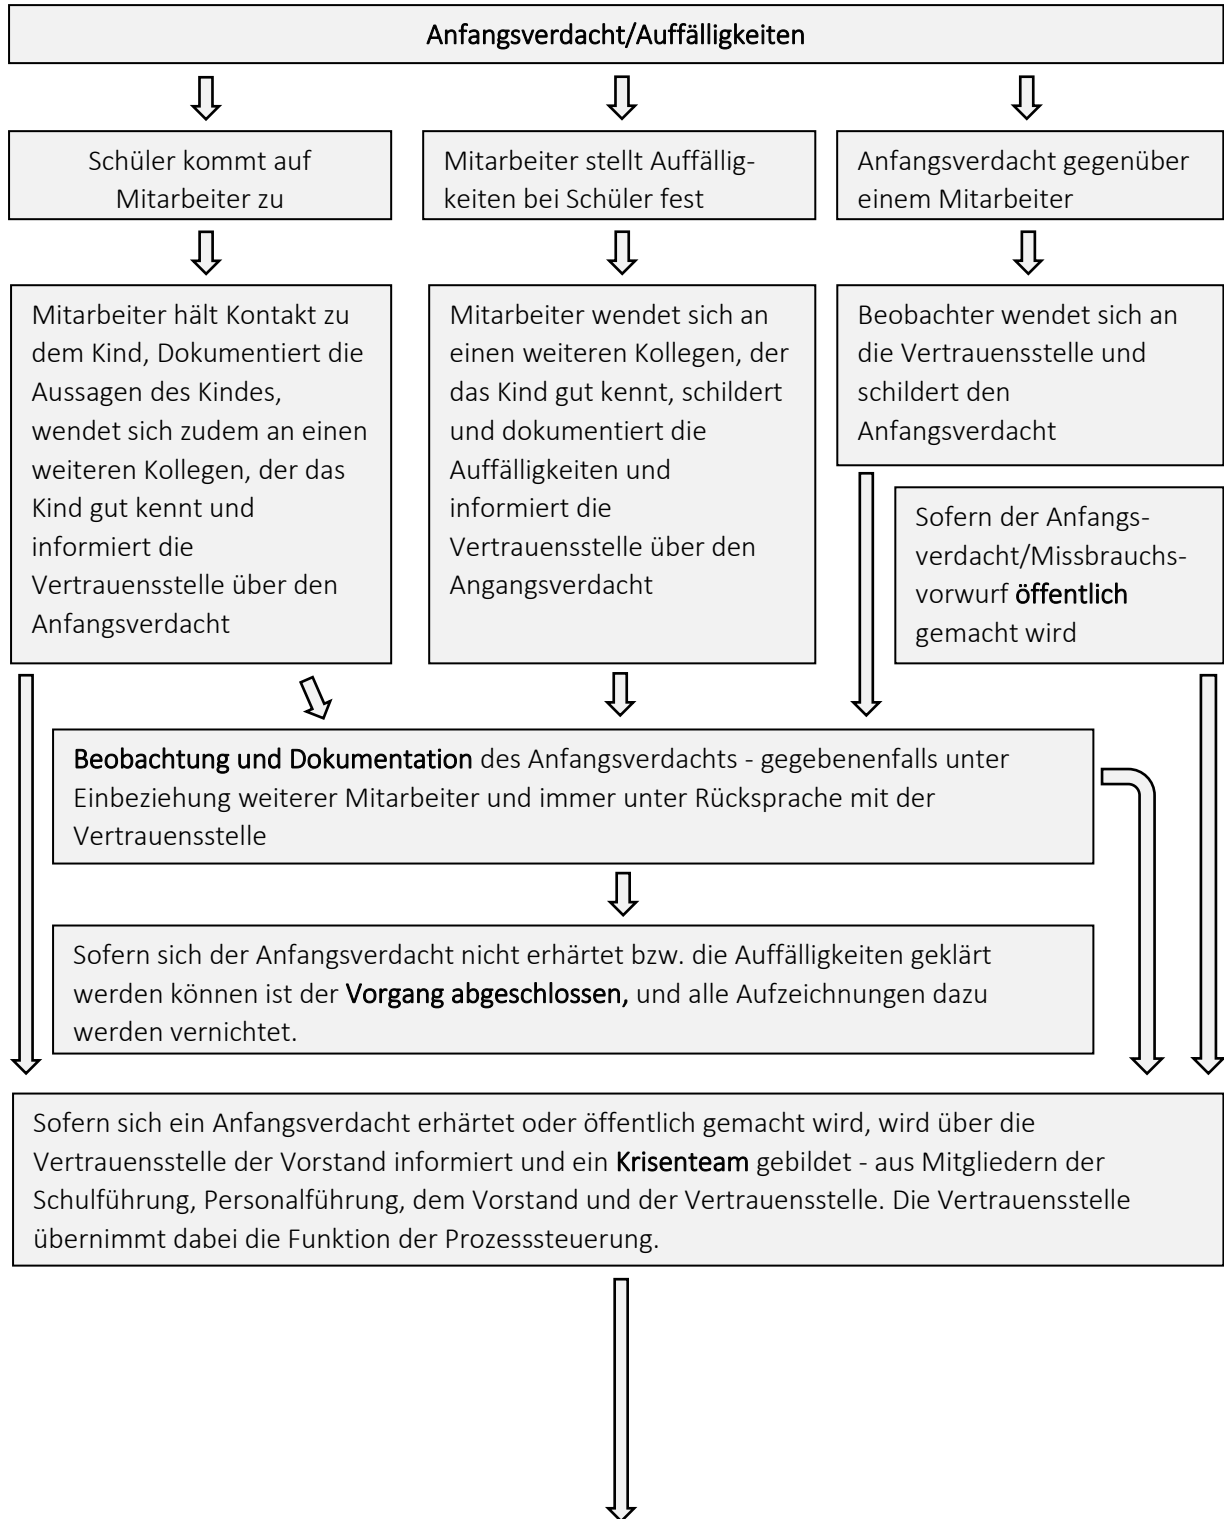 Anfangsverdacht/Auffälligkeiten
Schüler kommt auf
Mitarbeiter zu
Mitarbeiter stellt Auffällig-
keiten bei Schüler fest
Anfangsverdacht gegenüber
einem Mitarbeiter
Mitarbeiter hält Kontakt zu
dem Kind, Dokumentiert die
Aussagen des Kindes,
wendet sich zudem an einen
weiteren Kollegen, der das
Kind gut kennt und
informiert die
Vertrauensstelle über den
Anfangsverdacht
Mitarbeiter wendet sich an
einen weiteren Kollegen, der
das Kind gut kennt, schildert
und dokumentiert die
Auffälligkeiten und
informiert die
Vertrauensstelle über den
Angangsverdacht
Beobachter wendet sich an
die Vertrauensstelle und
schildert den
Anfangsverdacht
Sofern der Anfangs-
verdacht/Missbrauchs-
vorwurf öffentlich
gemacht wird
Beobachtung und Dokumentation des Anfangsverdachts - gegebenenfalls unter
Einbeziehung weiterer Mitarbeiter und immer unter Rücksprache mit der
Vertrauensstelle
Sofern sich der Anfangsverdacht nicht erhärtet bzw. die Auffälligkeiten geklärt
werden können ist der Vorgang abgeschlossen, und alle Aufzeichnungen dazu
werden vernichtet.
Sofern sich ein Anfangsverdacht erhärtet oder öffentlich gemacht wird, wird über die
Vertrauensstelle der Vorstand informiert und ein Krisenteam gebildet - aus Mitgliedern der
Schulführung, Personalführung, dem Vorstand und der Vertrauensstelle. Die Vertrauensstelle
übernimmt dabei die Funktion der Prozesssteuerung.